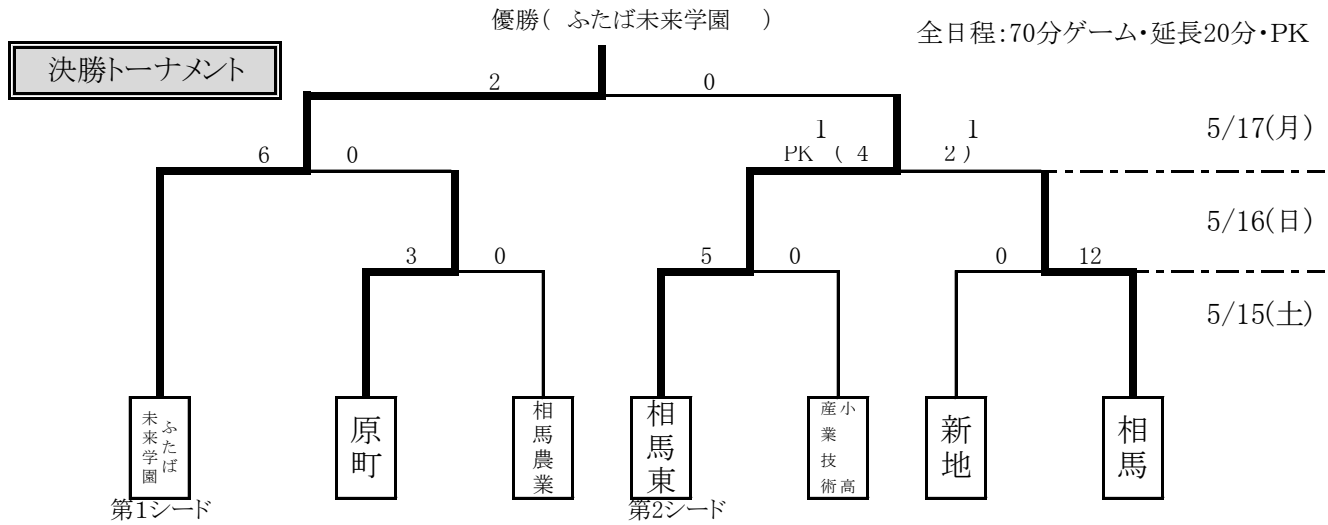 優勝( ふたば未来学園 )
全日程:70分ゲーム・延長20分・PK
決勝トーナメント
2 0
1 1
5/17(月)
6 0
PK ( 4 2 )
5/16(日)
3 0
5 0
0 12
5/15(土)
ふたば未来学園
原町
相馬農業
相馬東
小高産業技術
新地
相馬
第1シード
第2シード